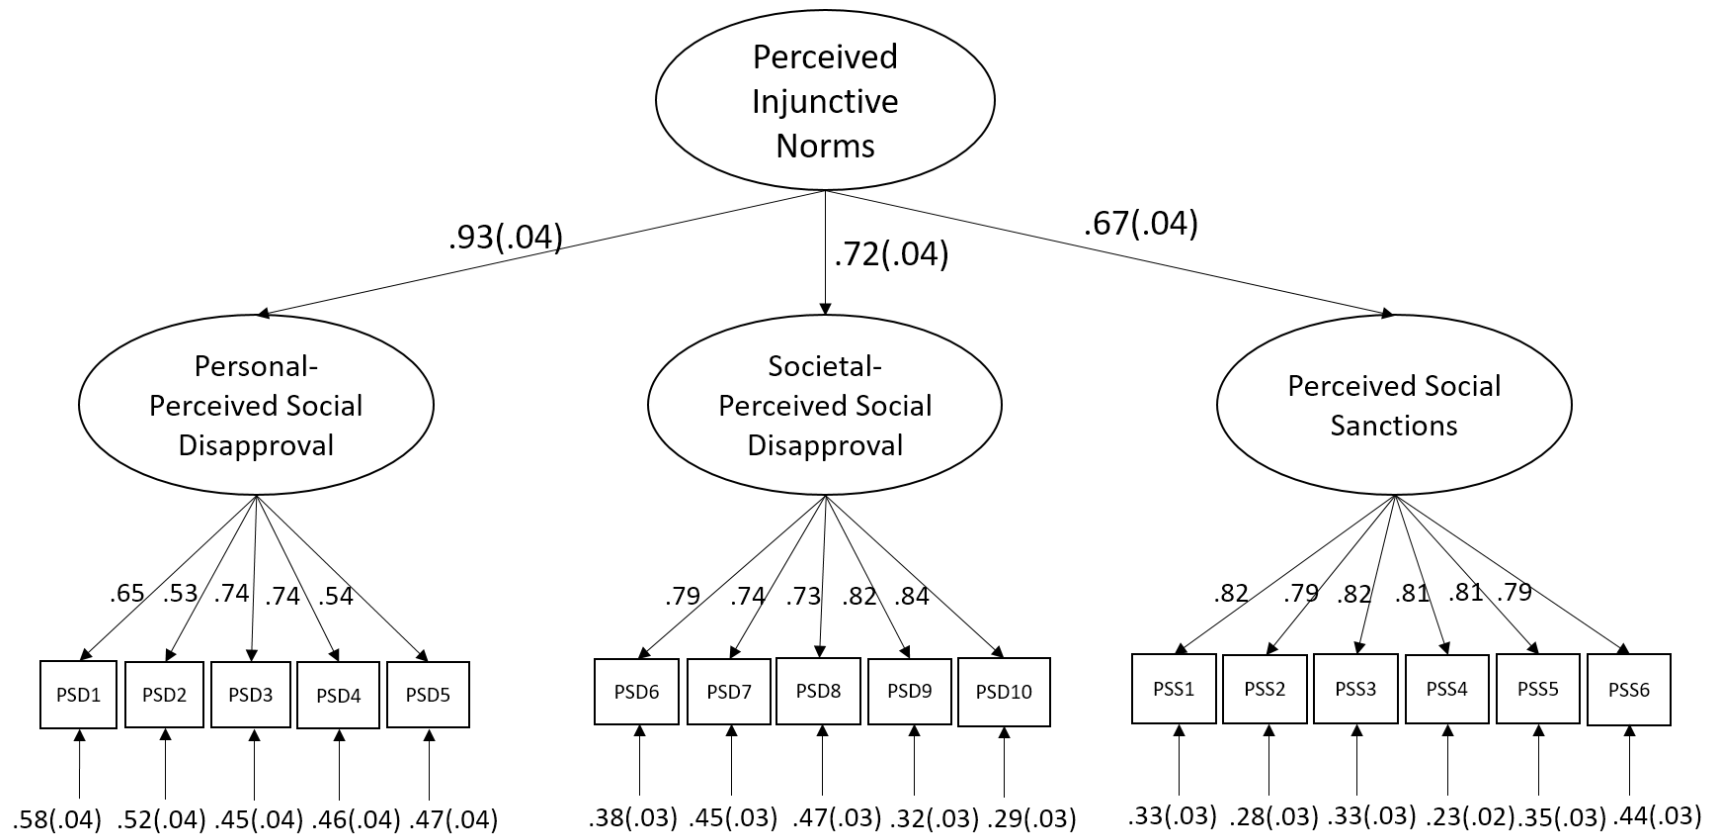 Perceived
Injunctive
Norms
.93(.04)
.72(.04)
.67(.04)
Personal-
Perceived Social
Disapproval
Societal-
Perceived Social
Disapproval
Perceived Social
Sanctions
.65 .53 .74 .74 .54
.79 .74 .73 .82 .84
.82 .79 .82 .81 .81 .79
PSD1 PSD2 PSD3 PSD4 PSD5
PSD6 PSD7 PSD8 PSD9 PSD10
PSS1 PSS2 PSS3 PSS4 PSS5 PSS6
.58(.04) .52(.04) .45(.04) .46(.04) .47(.04)
.38(.03) .45(.03) .47(.03) .32(.03) .29(.03)
.33(.03) .28(.03) .33(.03) .23(.02) .35(.03) .44(.03)